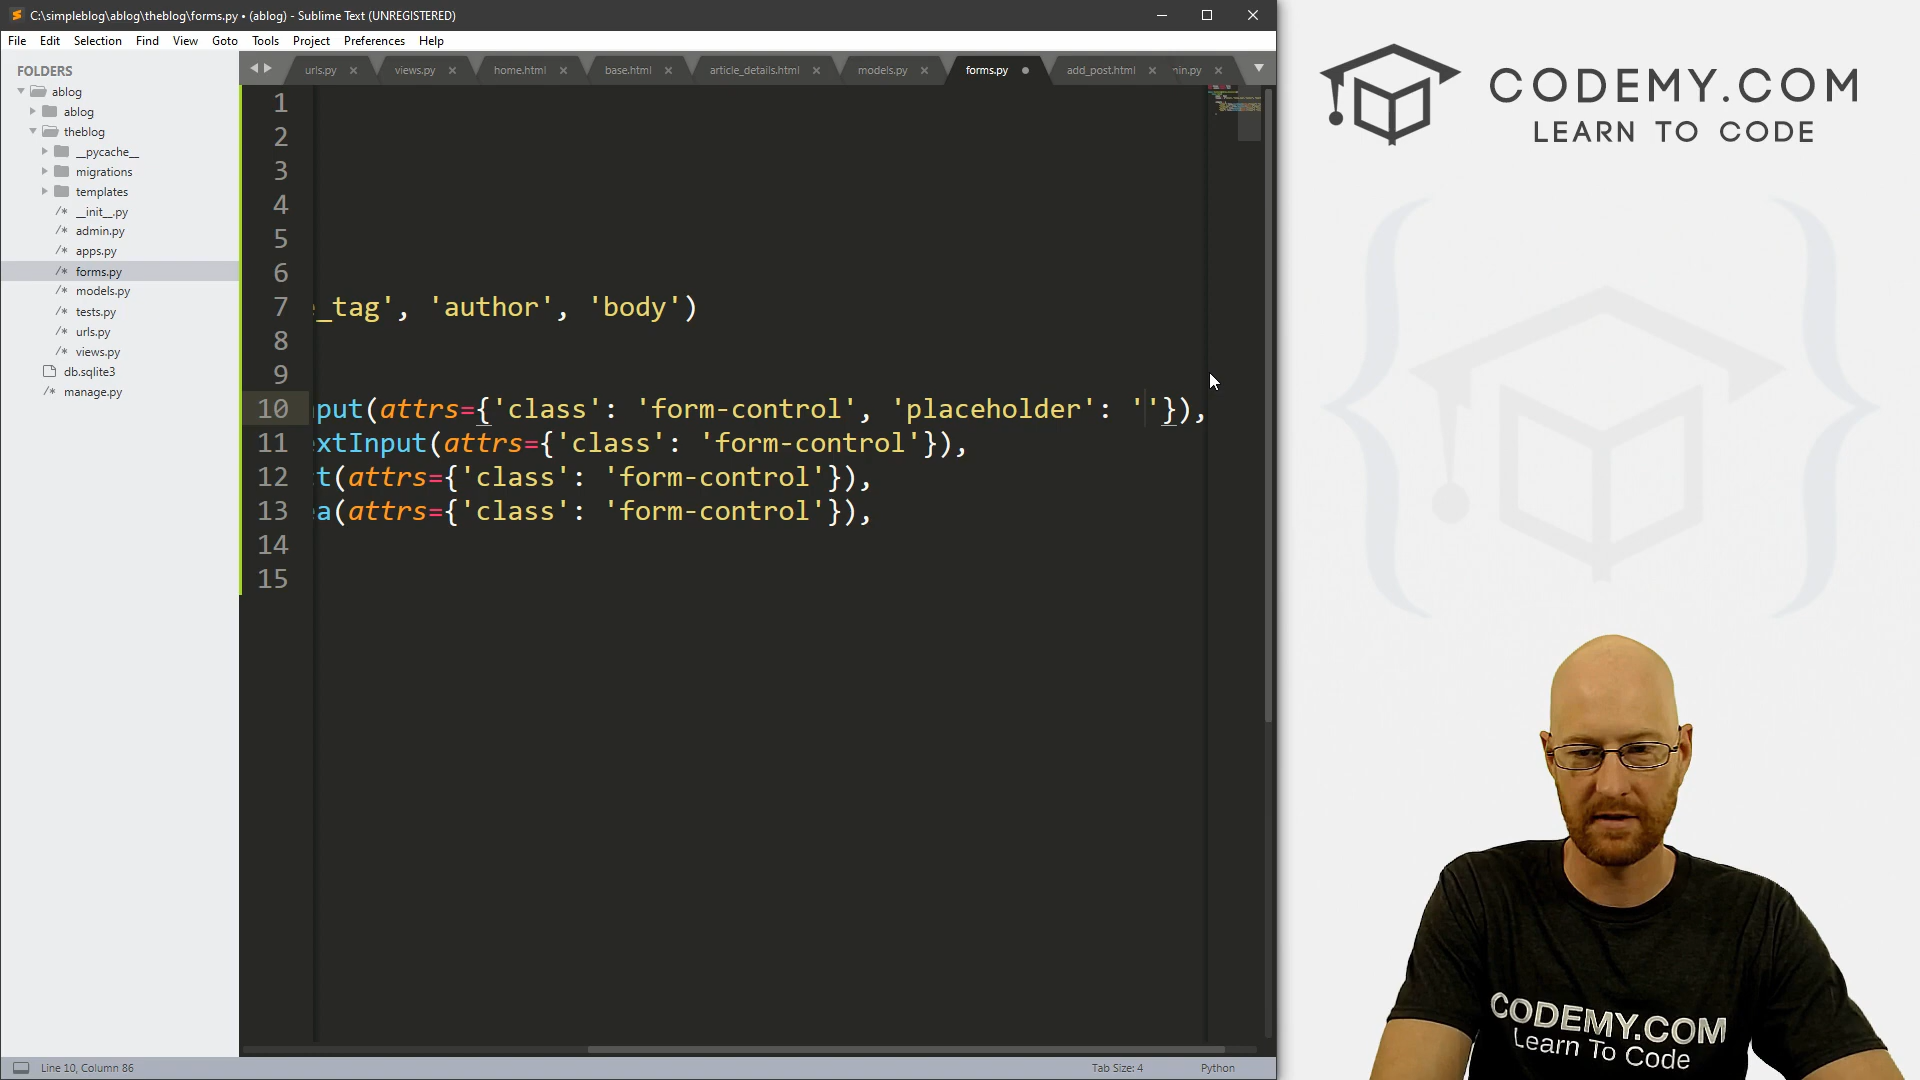 C:\simpleblog\ablog\theblog\forms.py • (ablog) - Sublime Text (UNREGISTERED)
File Edit Selection Find View Goto Tools Project Preferences Help
FOLDERS
ablog
ablog
theblog
__pycache__
migrations
templates
/* __init__.py
/* admin.py
/* apps.py
/* forms.py
/* models.py
/* tests.py
/* urls.py
/* views.py
db.sqlite3
/* manage.py
urls.py views.py home.html base.html article_details.html models.py forms.py add_post.html
1
2
3
4
5
6
7 _tag', 'author', 'body')
8
9
10 put(attrs={'class': 'form-control', 'placeholder': ''}),
11 xtInput(attrs={'class': 'form-control'}),
12 t(attrs={'class': 'form-control'}),
13 a(attrs={'class': 'form-control'}),
14
15
Line 10, Column 86 Tab Size: 4 Python
CODEMY.COM
LEARN TO CODE
CODEMY.COM
Learn To Code